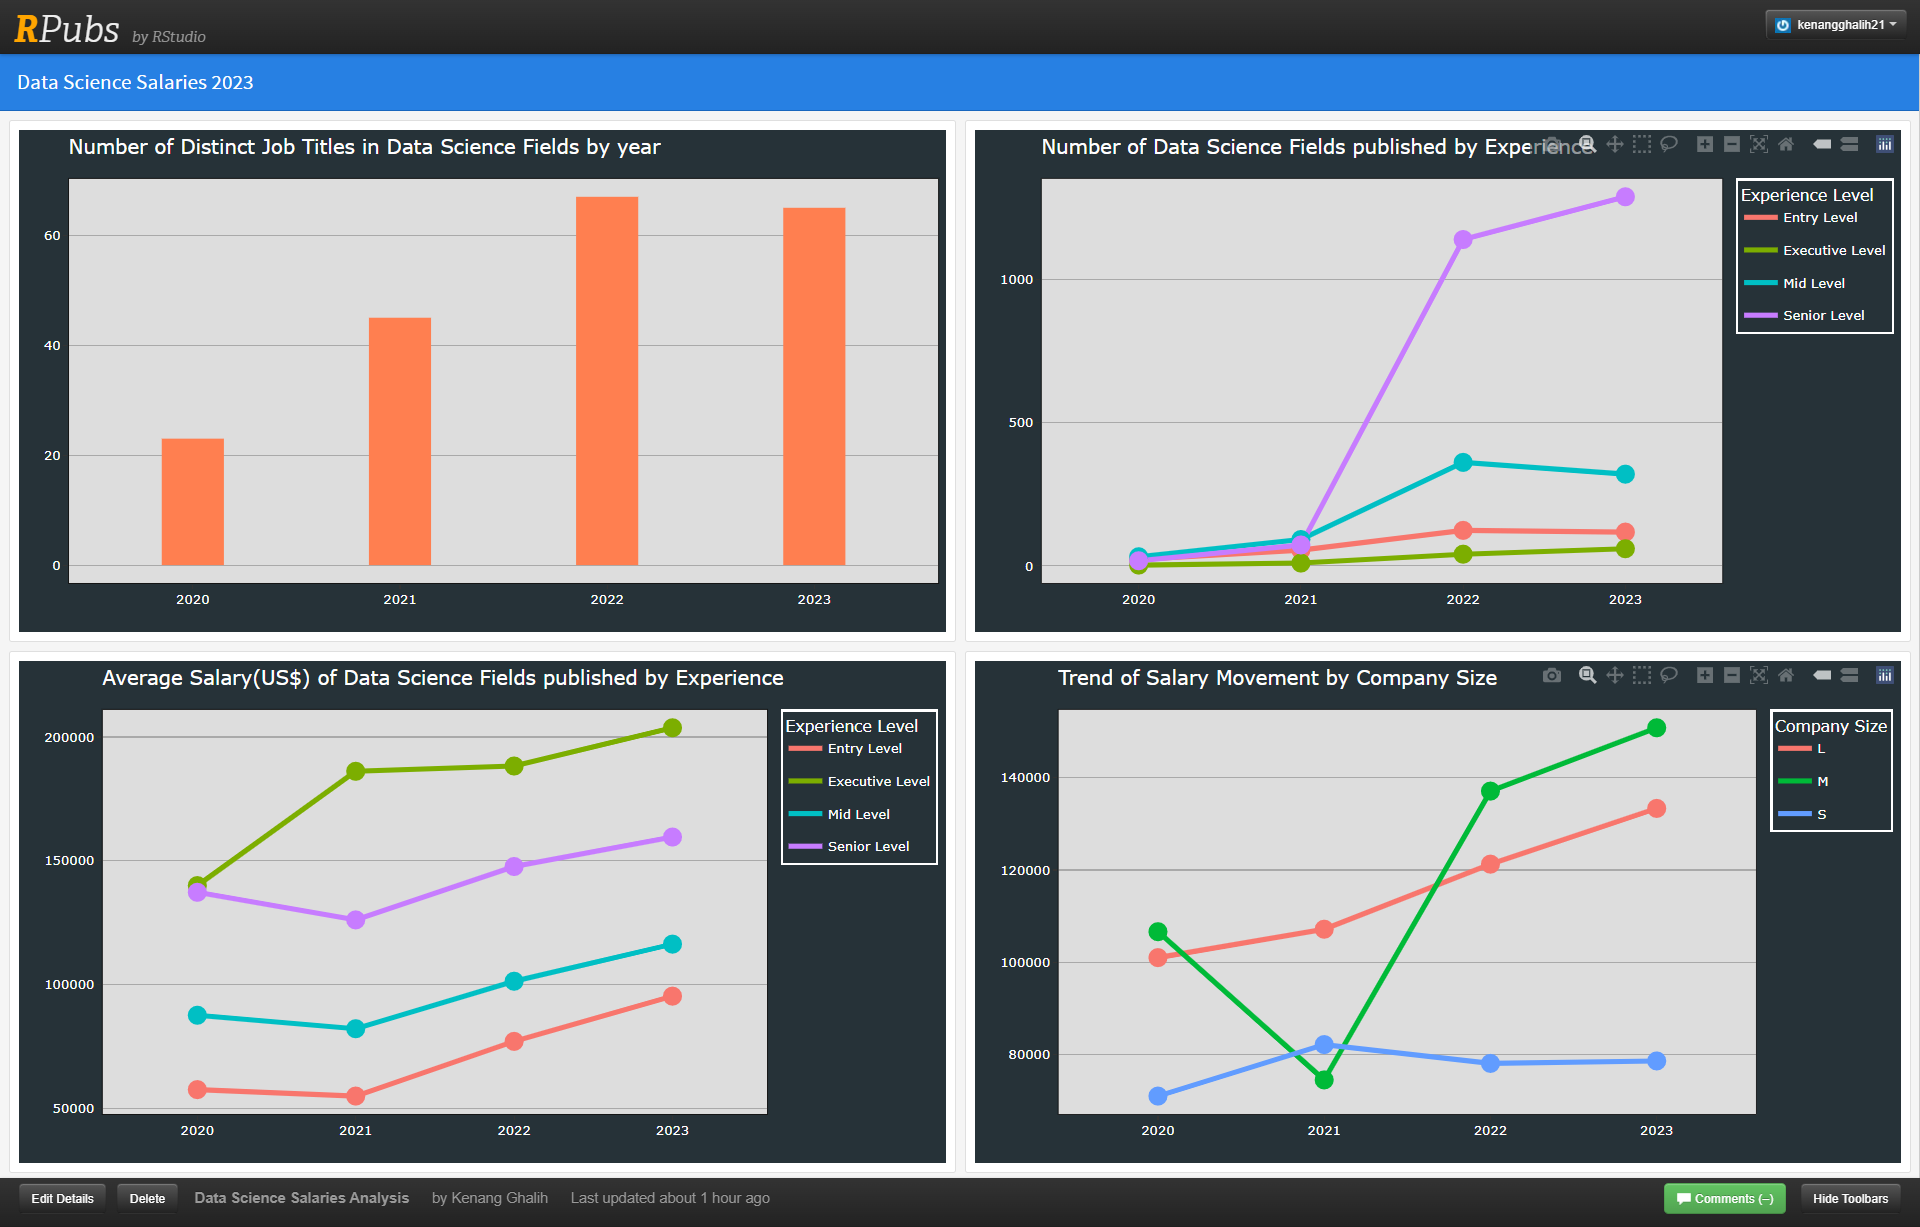 RPubs by RStudio
kenangghalih21
Data Science Salaries 2023
Number of Distinct Job Titles in Data Science Fields by year
60
40
20
0
2020 2021 2022 2023
Number of Data Science Fields published by Experience
1000
500
0
2020 2021 2022 2023
Experience Level
Entry Level
Executive Level
Mid Level
Senior Level
Average Salary(US$) of Data Science Fields published by Experience
200000
150000
100000
50000
2020 2021 2022 2023
Experience Level
Entry Level
Executive Level
Mid Level
Senior Level
Trend of Salary Movement by Company Size
140000
120000
100000
80000
2020 2021 2022 2023
Company Size
L
M
S
Edit Details Delete Data Science Salaries Analysis by Kenang Ghalih Last updated about 1 hour ago Comments (–) Hide Toolbars